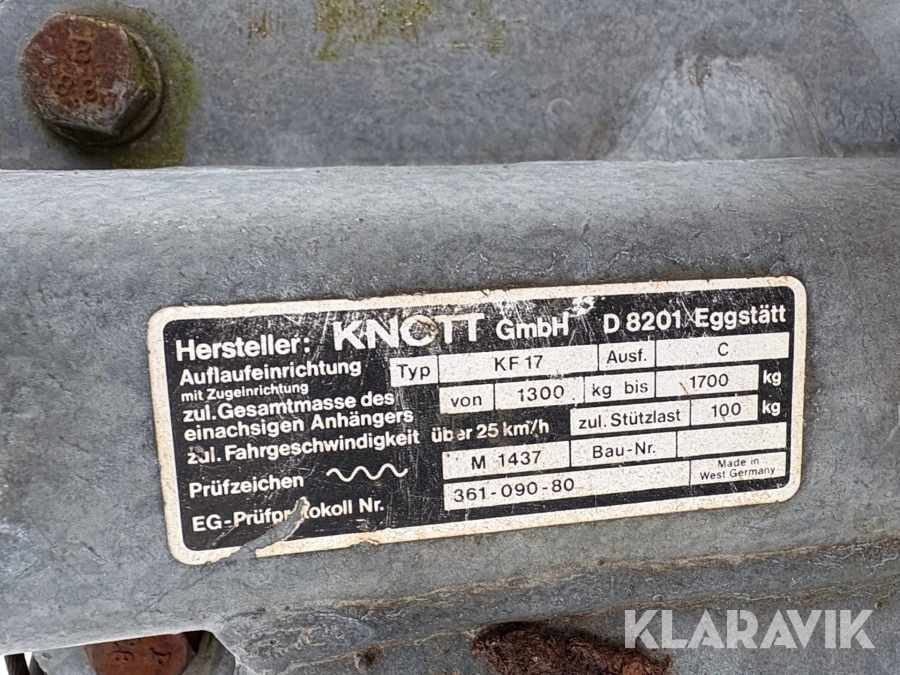 Hersteller: KNOTT GmbH D 8201 Eggstätt
Auflaufeinrichtung Typ KF 17 Ausf. C
mit Zugeinrichtung
zul. Gesamtmasse des
einachsigen Anhängers von 1300 kg bis 1700 kg
zul. Fahrgeschwindigkeit über 25 km/h zul. Stützlast 100 kg
Prüfzeichen M 1437 Bau-Nr.
EG-Prüfprotokoll Nr. 361-090-80 Made in
West Germany
KLARAVIK